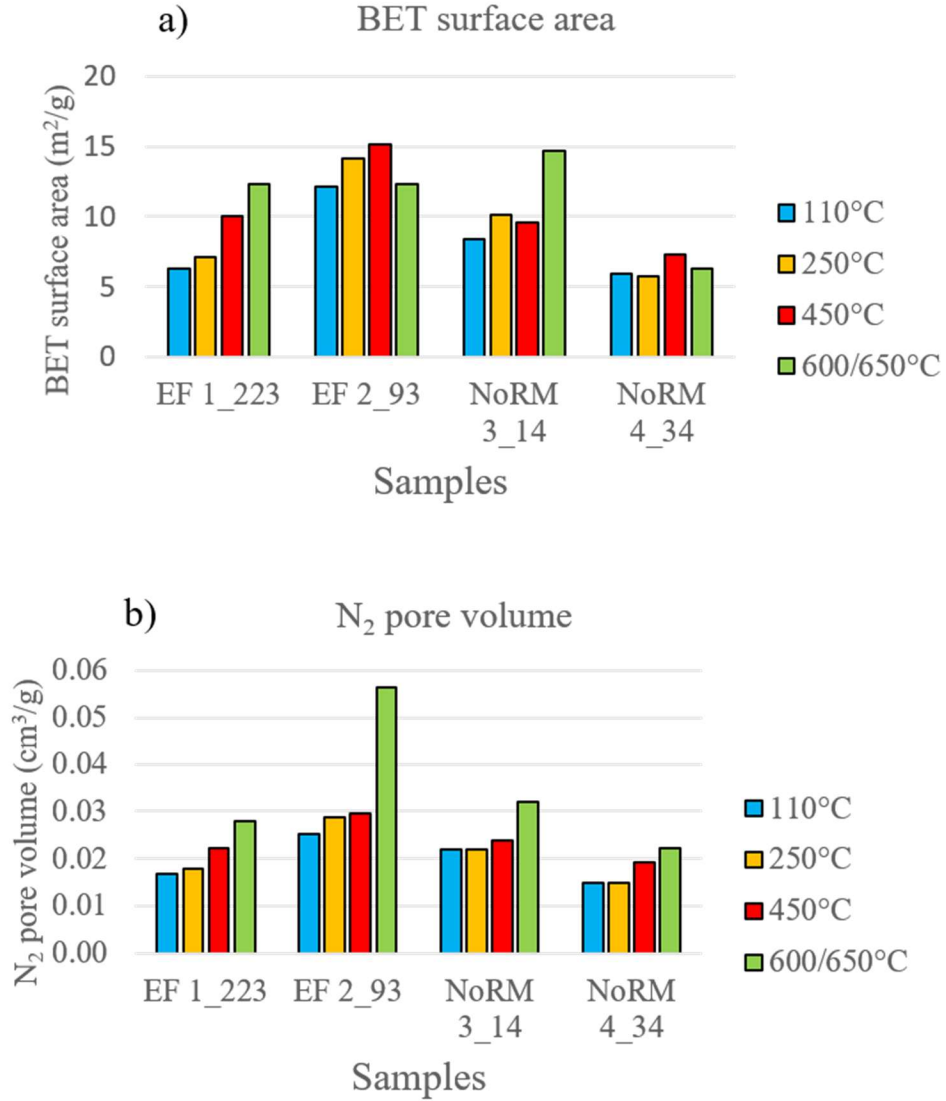 a)
BET surface area
BET surface area (m²/g)
20
15
10
5
0
EF 1_223
EF 2_93
NoRM
3_14
NoRM
4_34
Samples
110°C
250°C
450°C
600/650°C
b)
N₂ pore volume
N₂ pore volume (cm³/g)
0.06
0.05
0.04
0.03
0.02
0.01
0.00
EF 1_223
EF 2_93
NoRM
3_14
NoRM
4_34
Samples
110°C
250°C
450°C
600/650°C